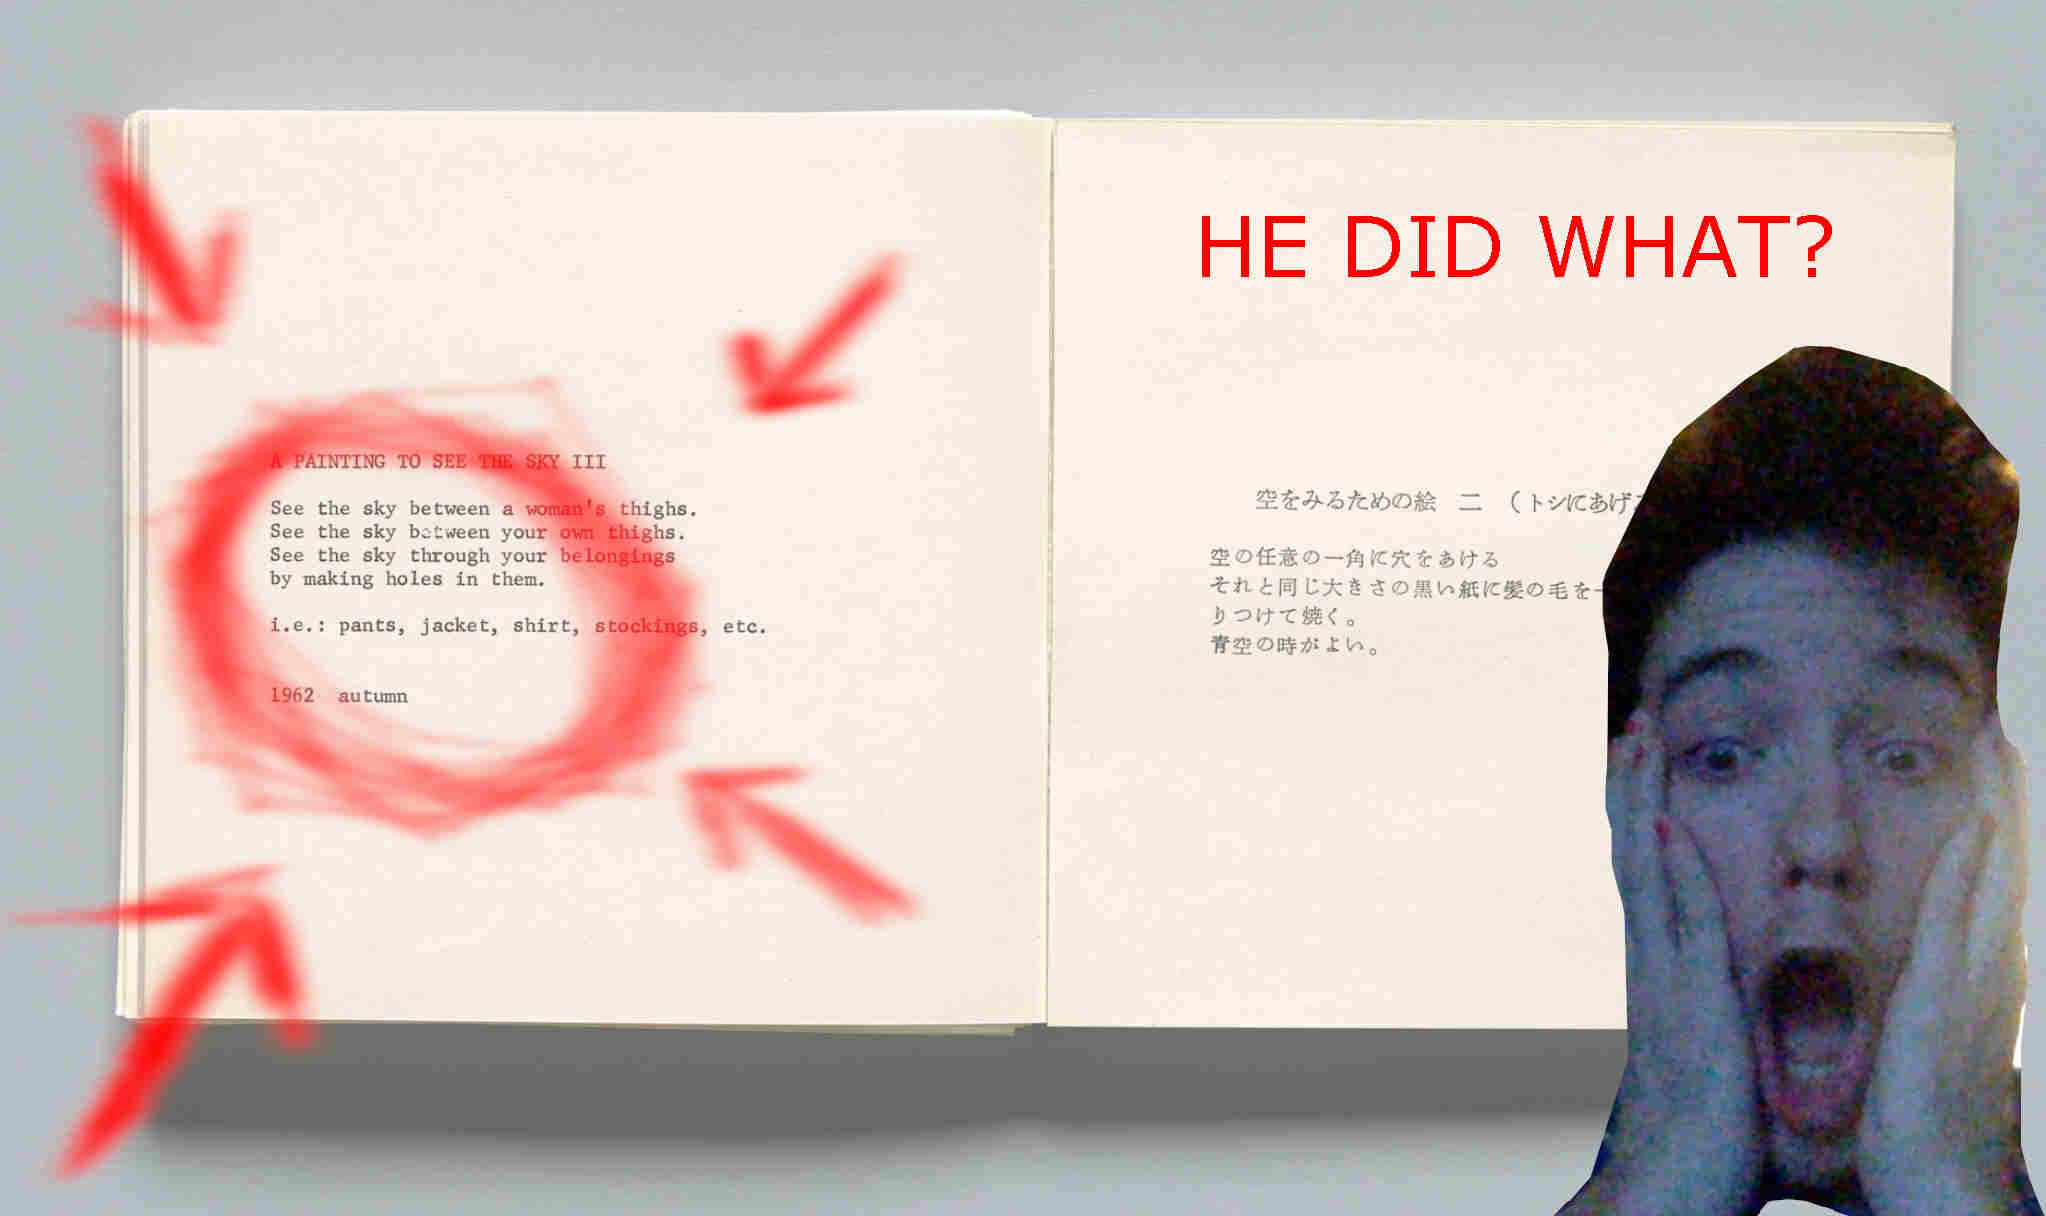 A PAINTING TO SEE THE SKY III
See the sky between a woman's thighs.
See the sky between your own thighs.
See the sky through your belongings
by making holes in them.
i.e.: pants, jacket, shirt, stockings, etc.
1962 autumn
HE DID WHAT?
空をみるための絵 二 (トシにあげ
空の任意の一角に穴をあける
それと同じ大きさの黒い紙に髪の毛を
りつけて焼く。
青空の時がよい。